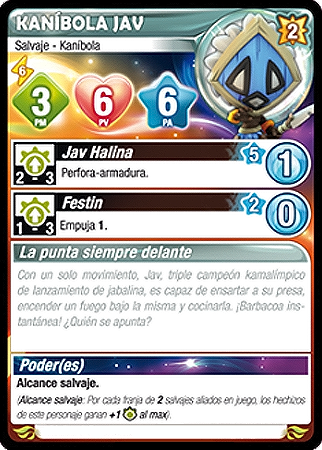 KANÍBOLA JAV
2
Salvaje - Kaníbola
6
3 6 6
PM PV PA
Jav Halina 5 1
2 - 3 Perfora-armadura.
Festin 2 0
1 - 3 Empuja 1.
La punta siempre delante
Con un solo movimiento, Jav, triple campeón kamalímpico
de lanzamiento de jabalina, es capaz de ensartar a su presa,
encender un fuego bajo la misma y cocinarla. ¡Barbacoa ins-
tantánea! ¿Quién se apunta?
Poder(es)
Alcance salvaje.
(Alcance Salvaje: Por cada tranja de 2 salvajes aliados en juego, los hechizos
de este personaje ganan +1 al max).